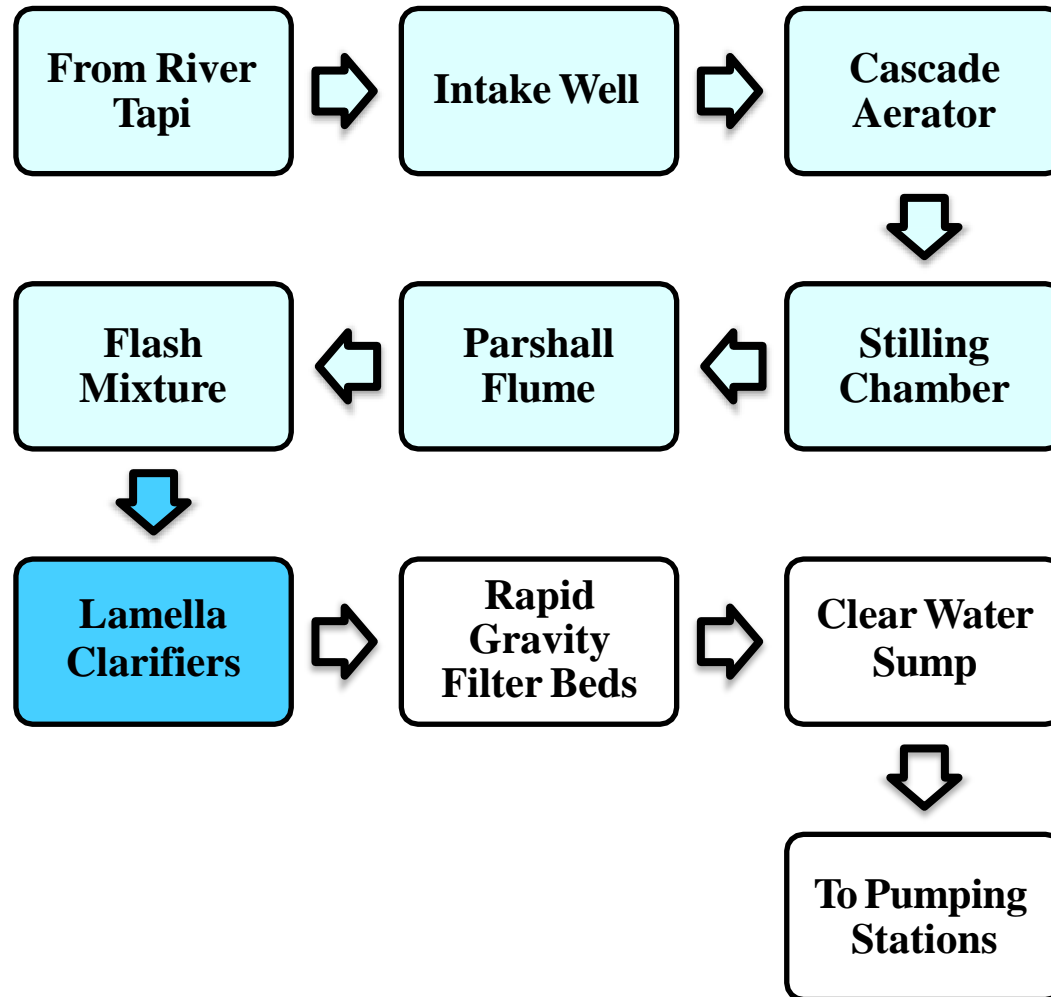 From River
Tapi
Intake Well
Cascade
Aerator
Stilling
Chamber
Parshall
Flume
Flash
Mixture
Lamella
Clarifiers
Rapid
Gravity
Filter Beds
Clear Water
Sump
To Pumping
Stations